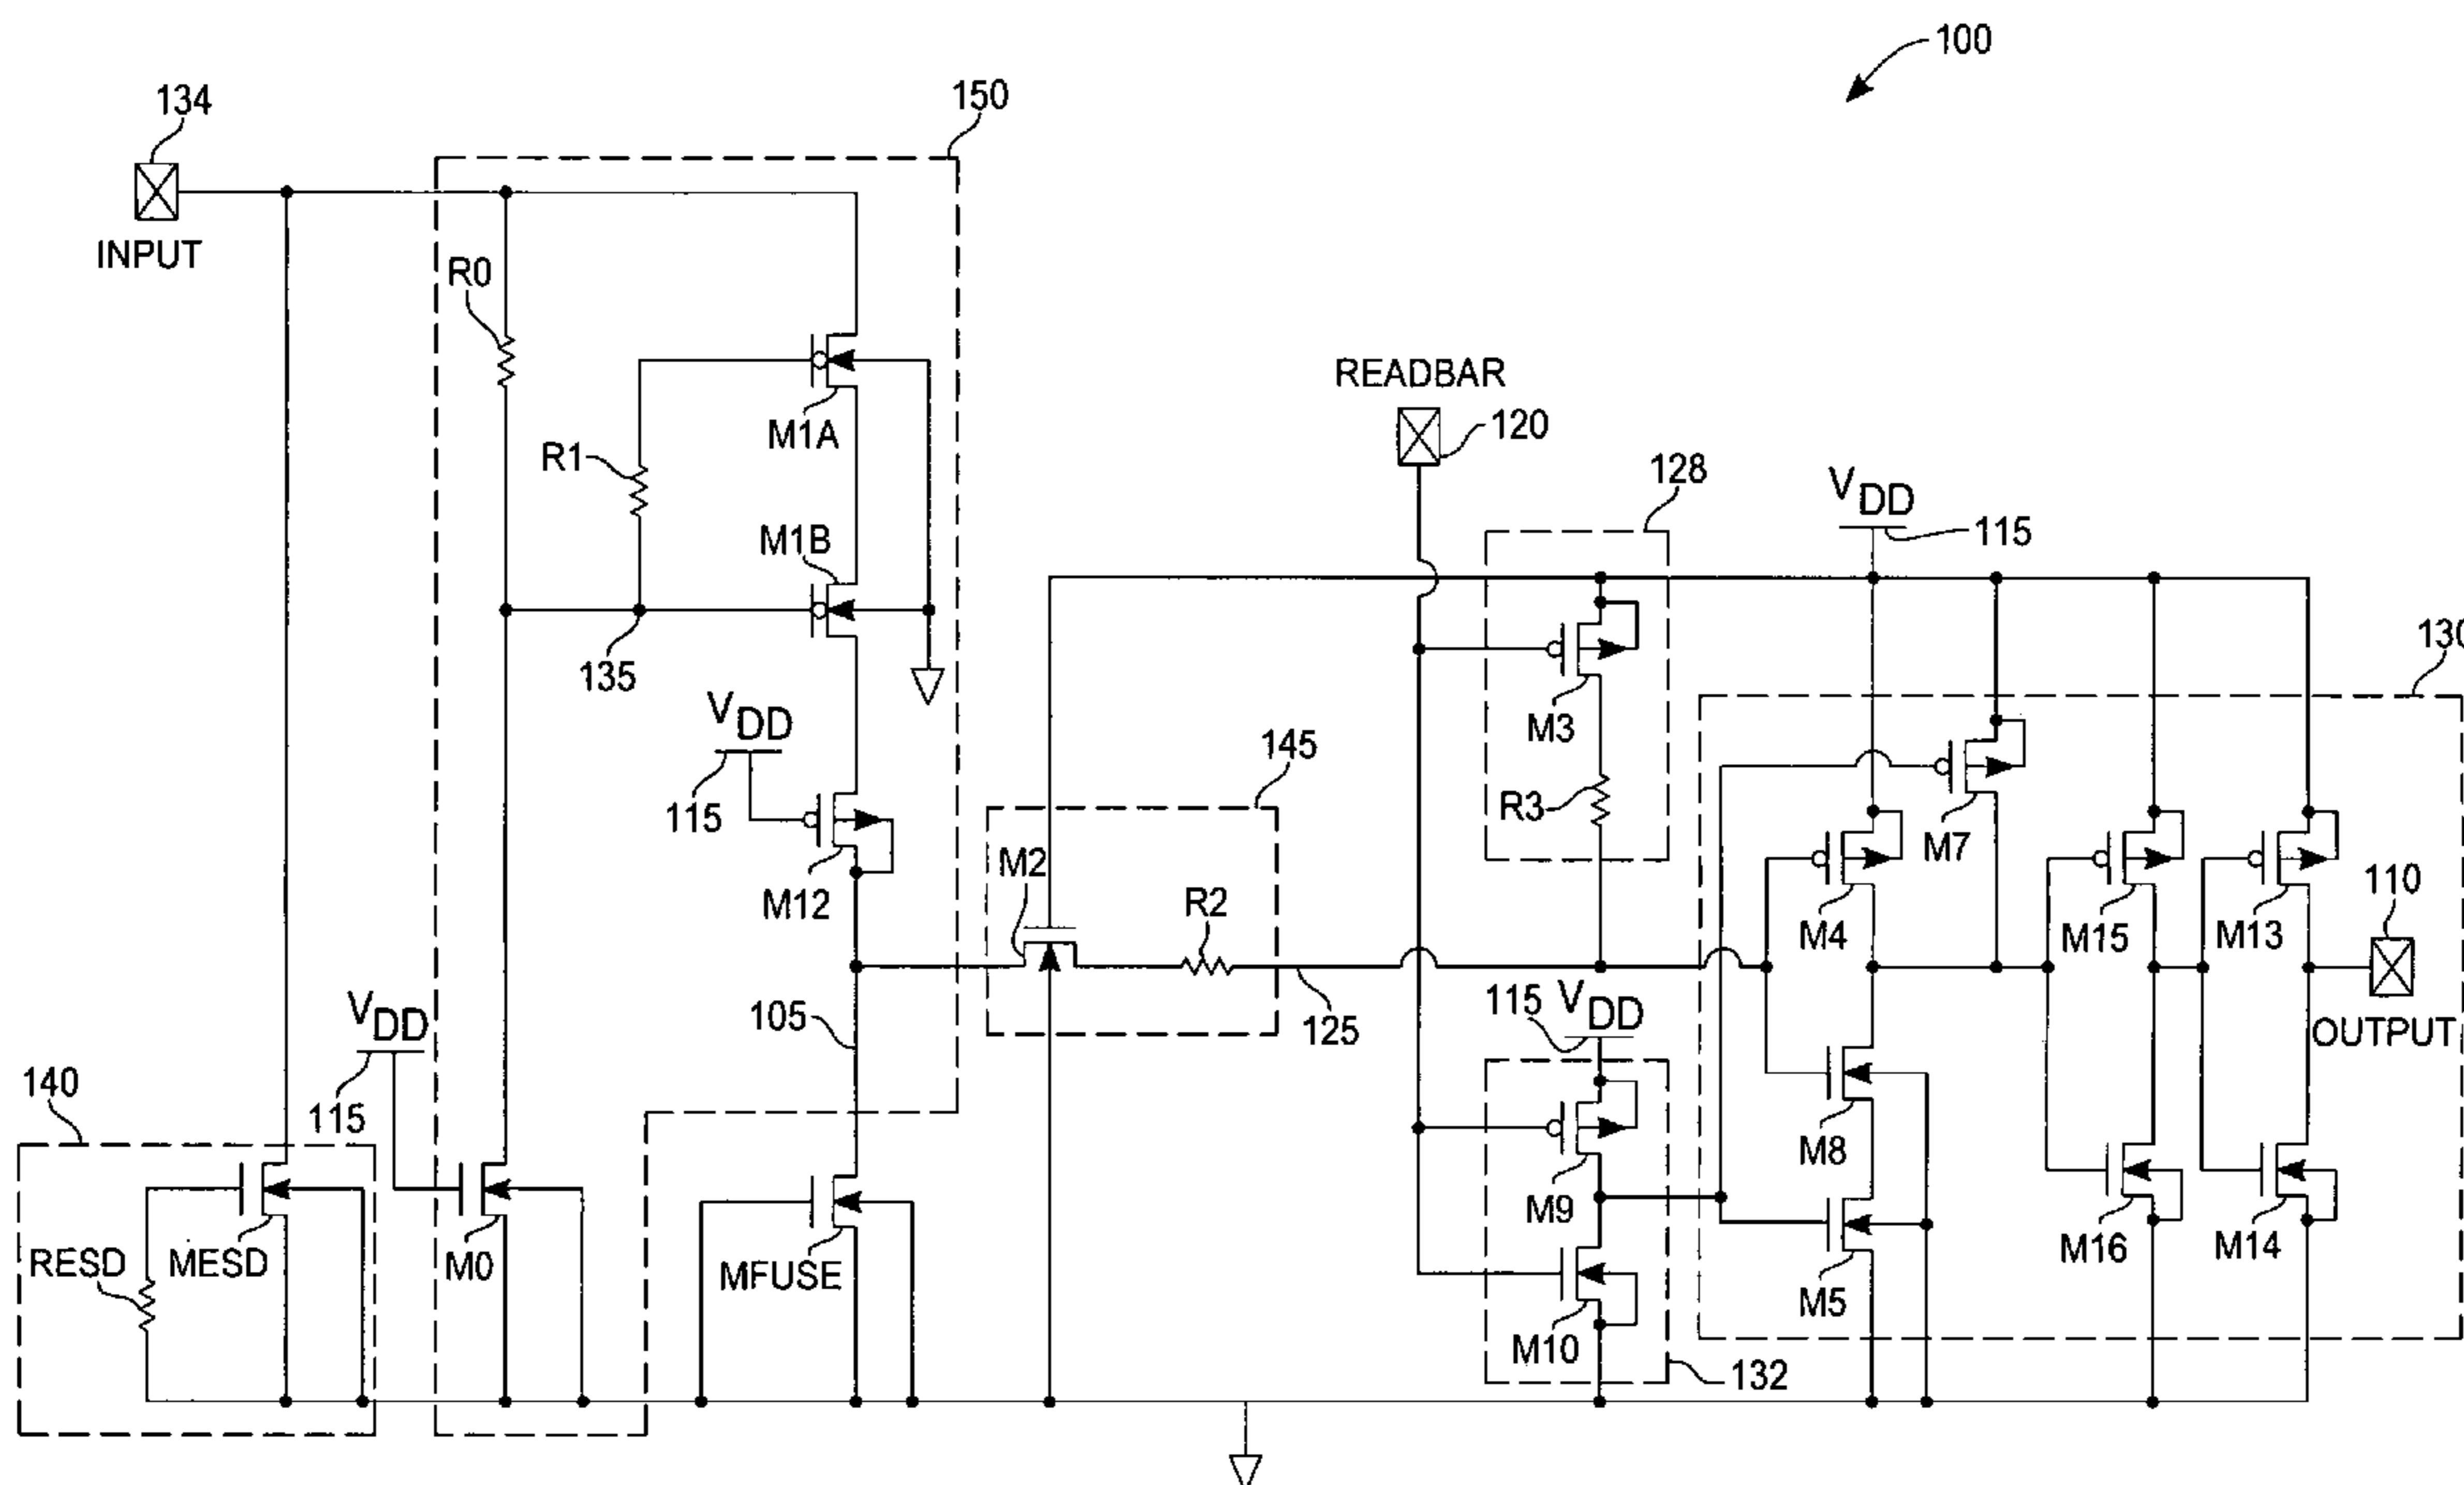 100
134
150
INPUT
R0
M1A
R1
READBAR
120
128
VDD
115
M1B
135
130
M3
VDD
115
145
R3
M7
M2
M12
R2
M4
M15
M13
110
VDD
105
115
VDD
125
OUTPUT
140
115
M8
M9
RESD
MESD
M0
MFUSE
M16
M14
M5
M10
132